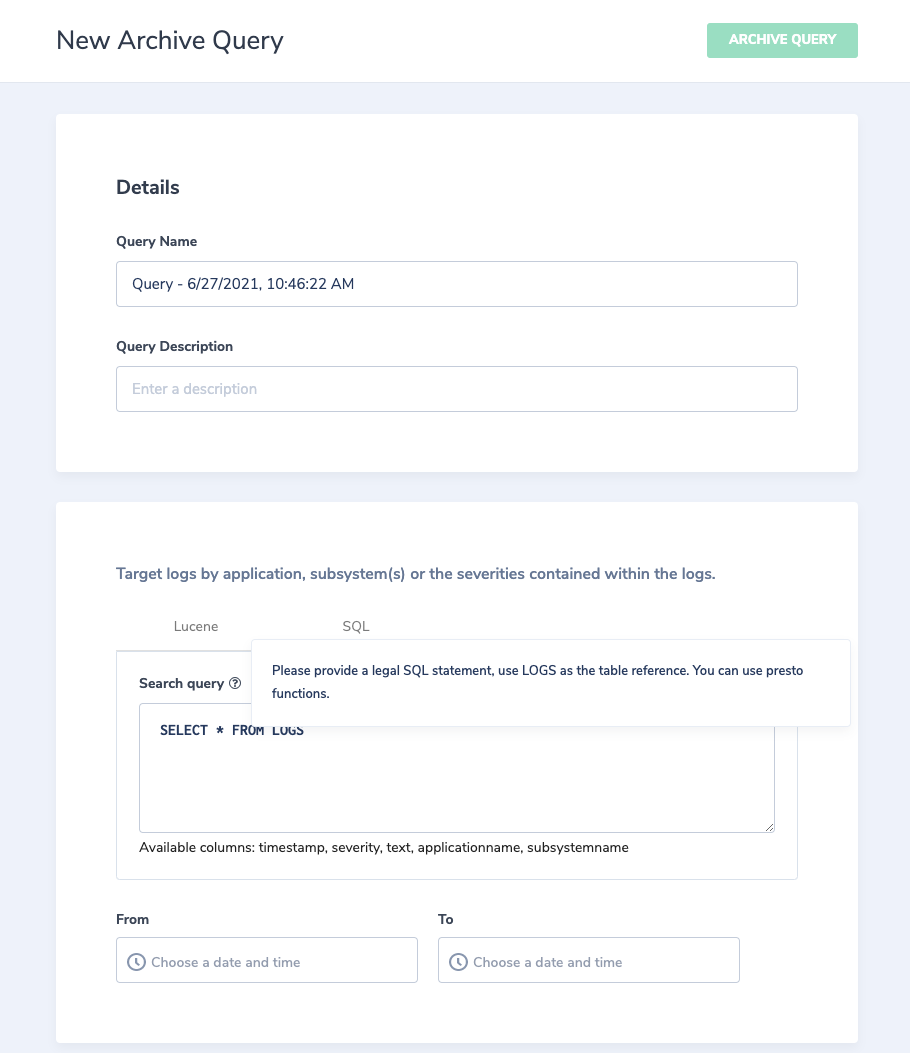 New Archive Query
ARCHIVE QUERY
Details
Query Name
Query - 6/27/2021, 10:46:22 AM
Query Description
Enter a description
Target logs by application, subsystem(s) or the severities contained within the logs.
Lucene
SQL
Search query
Please provide a legal SQL statement, use LOGS as the table reference. You can use presto
functions.
SELECT * FROM LOGS
Available columns: timestamp, severity, text, applicationname, subsystemname
From
To
Choose a date and time
Choose a date and time